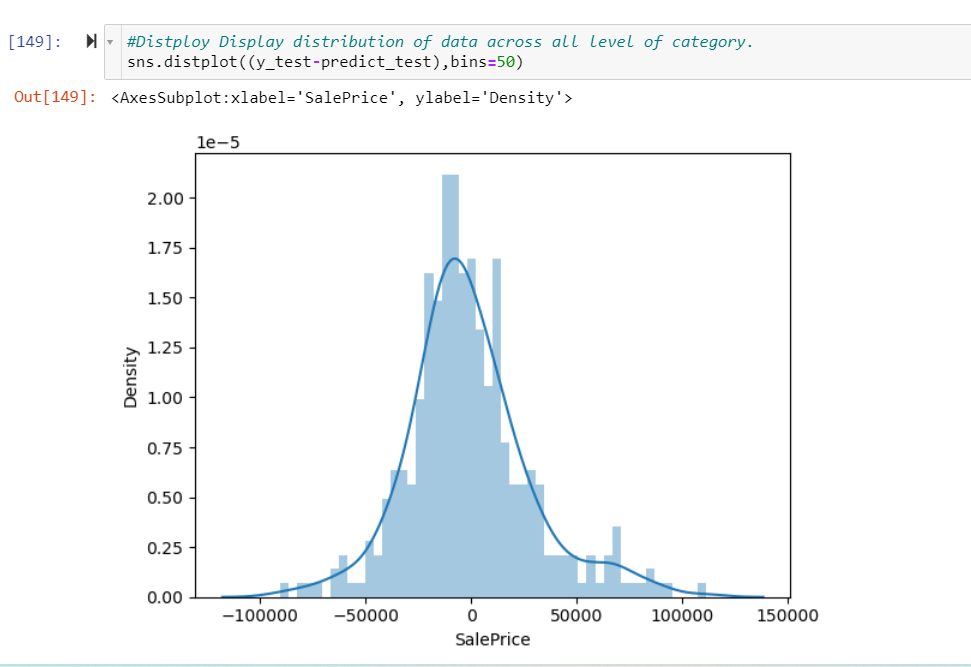 [149]: #Distploy Display distribution of data across all level of category.
sns.distplot((y_test-predict_test),bins=50)
Out[149]: <AxesSubplot:xlabel='SalePrice', ylabel='Density'>
1e−5
2.00
1.75
1.50
1.25
1.00
0.75
0.50
0.25
0.00
Density
−100000 −50000 0 50000 100000 150000
SalePrice